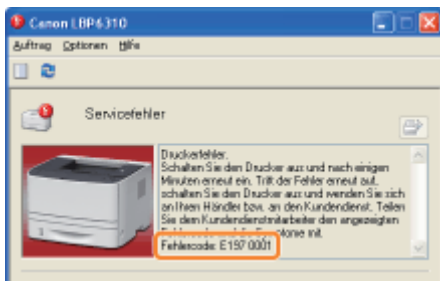 Canon LBP6310
Auftrag Optionen Hilfe
Servicefehler
Druckerfehler.
Schalten Sie den Drucker aus und nach einigen
Minuten erneut ein. Tritt der Fehler erneut auf,
schalten Sie den Drucker aus und wenden Sie sich
an Ihren Händler bzw. an den Kundendienst. Teilen
Sie dem Kundendienstmitarbeiter den angezeigten
mit.
Fehlercode: E197 0001